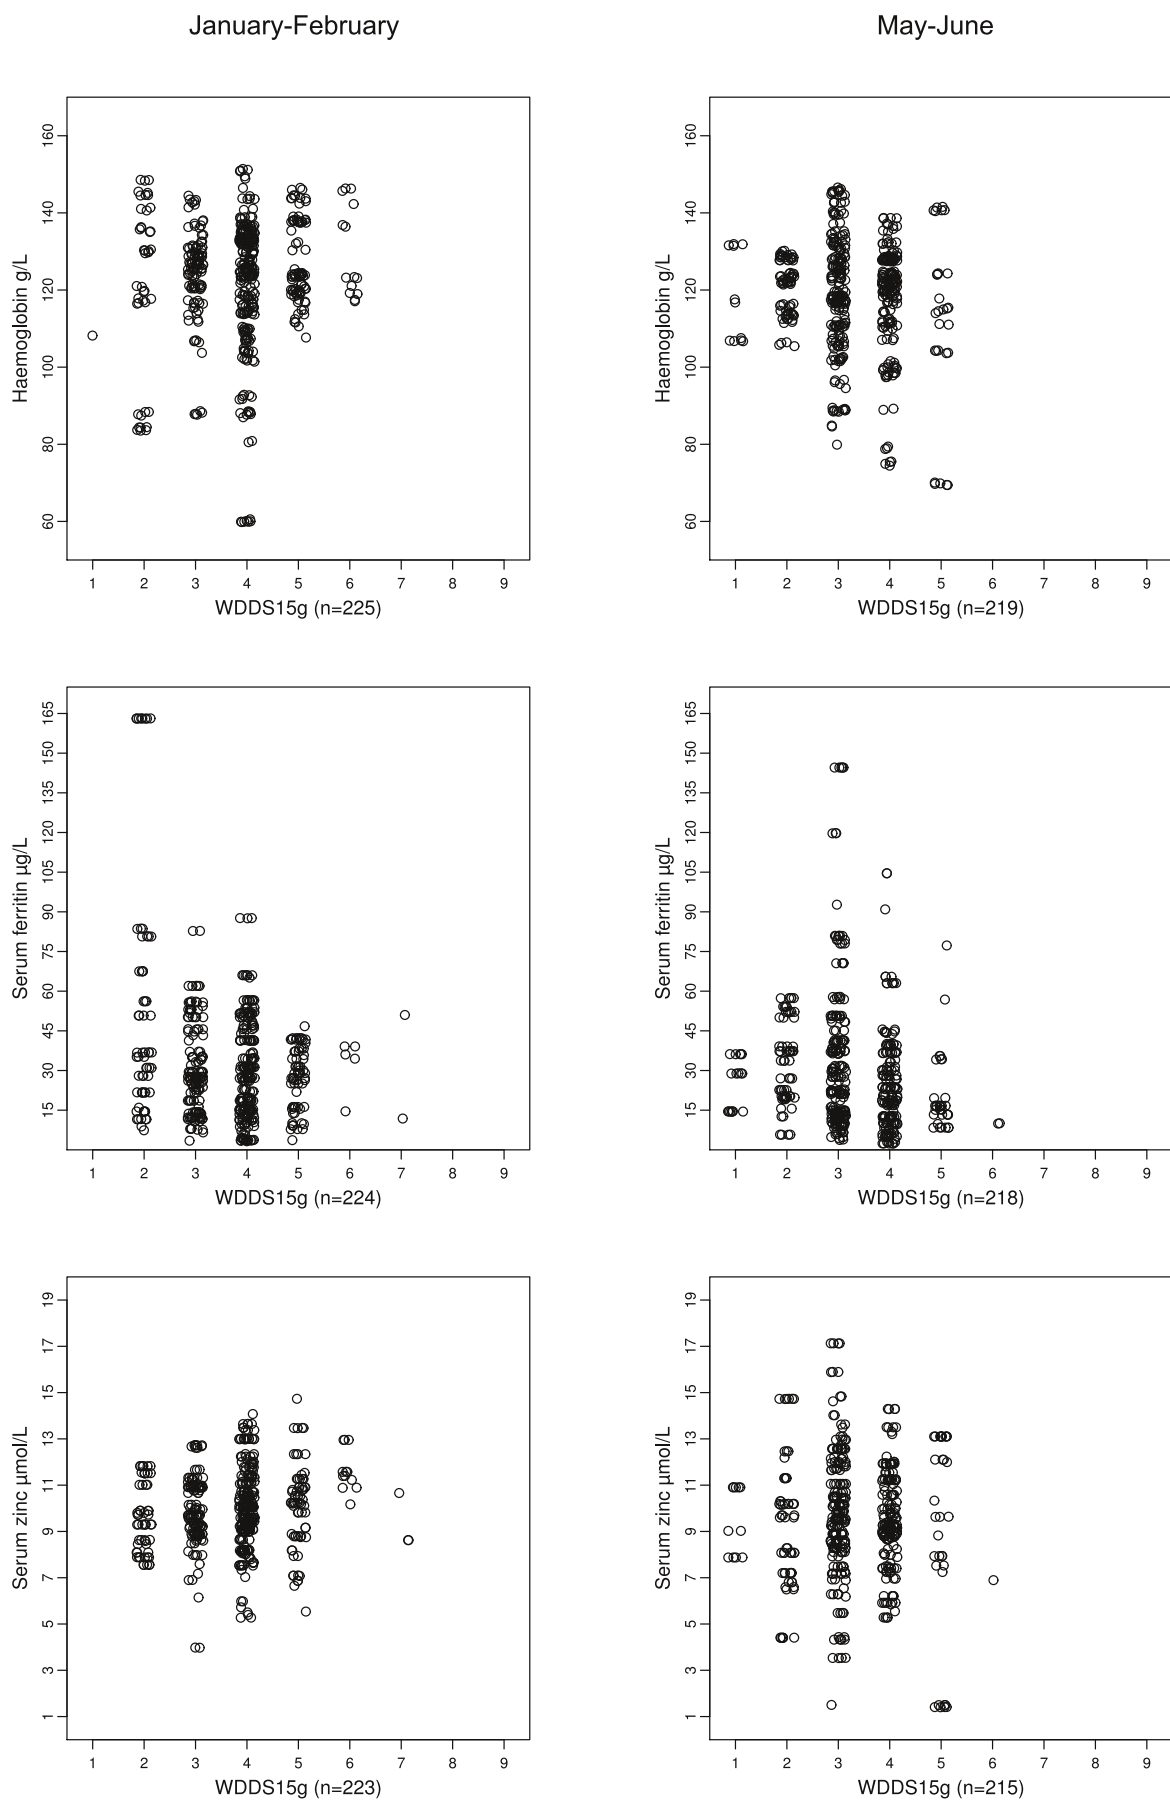 January-February
May-June
Haemoglobin g/L
60 80 100 120 140 160
1 2 3 4 5 6 7 8 9
WDDS15g (n=225)
Haemoglobin g/L
60 80 100 120 140 160
1 2 3 4 5 6 7 8 9
WDDS15g (n=219)
Serum ferritin µg/L
15 30 45 60 75 90 105 120 135 150 165
1 2 3 4 5 6 7 8 9
WDDS15g (n=224)
Serum ferritin µg/L
15 30 45 60 75 90 105 120 135 150 165
1 2 3 4 5 6 7 8 9
WDDS15g (n=218)
Serum zinc µmol/L
1 3 5 7 9 11 13 15 17 19
1 2 3 4 5 6 7 8 9
WDDS15g (n=223)
Serum zinc µmol/L
1 3 5 7 9 11 13 15 17 19
1 2 3 4 5 6 7 8 9
WDDS15g (n=215)